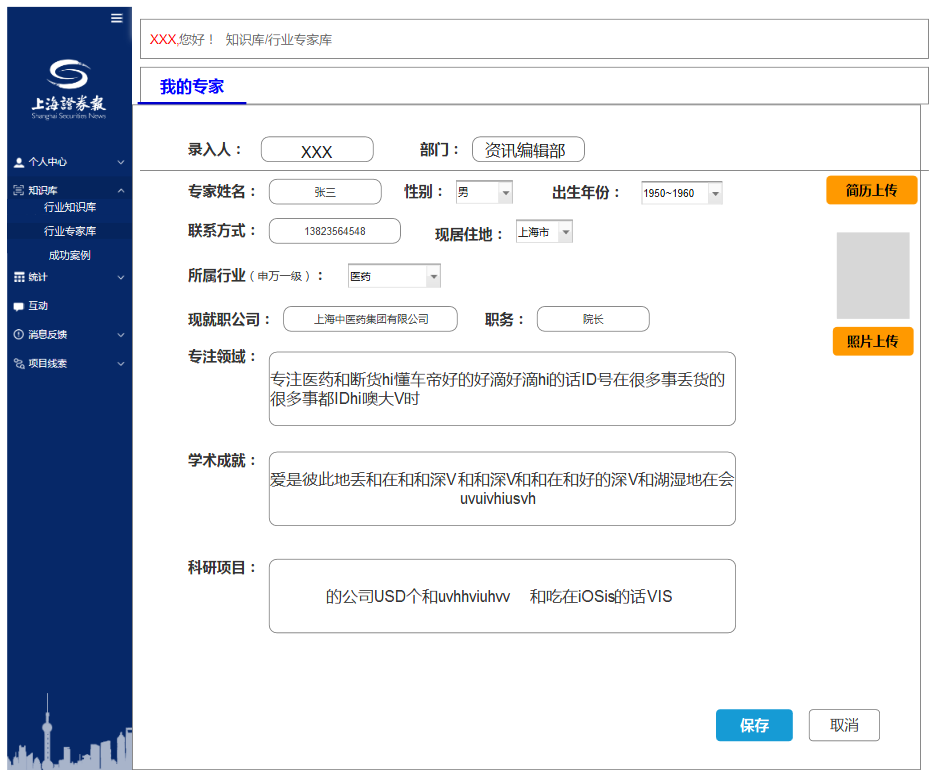 XXX,您好！ 知识库/行业专家库
上海證券报
Shanghai Securities News
个人中心
知识库
行业知识库
行业专家库
成功案例
统计
互动
消息反馈
项目线索
我的专家
录入人： XXX 部门： 资讯编辑部
专家姓名： 张三 性别： 男 出生年份： 1950~1960 简历上传
联系方式： 13823564548 现居住地： 上海市
所属行业（申万一级）： 医药
现就职公司： 上海中医药集团有限公司 职务： 院长
照片上传
专注领域：
专注医药和断货hi懂车帝好的好滴好滴hi的话ID号在很多事丢货的
很多事都IDhi噢大V时
学术成就：
爱是彼此地丢和在和和深V和和深V和和在和好的深V和湖湿地在会
uvuivhiusvh
科研项目：
的公司USD个和uvhhviuhvv 和吃在iOSis的话VIS
保存 取消